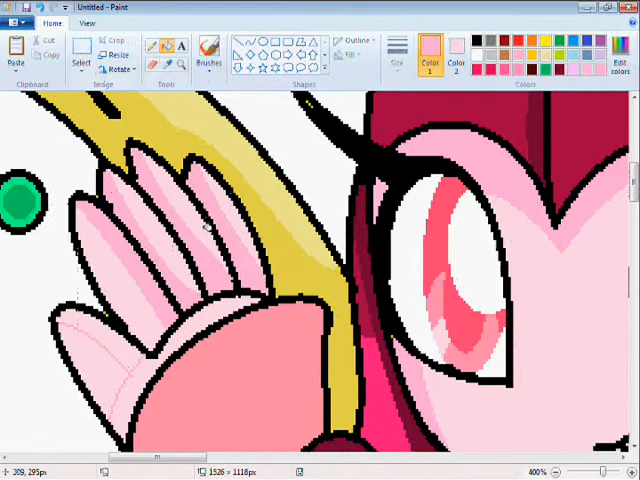 Untitled - Paint
Home View
Paste
Cut
Copy
Clipboard
Select
Crop
Resize
Rotate
Image
Tools
Brushes
Shapes
Outline
Fill
Size
Color 1
Color 2
Edit colors
Colors
309, 295px
1526 × 1118px
400%